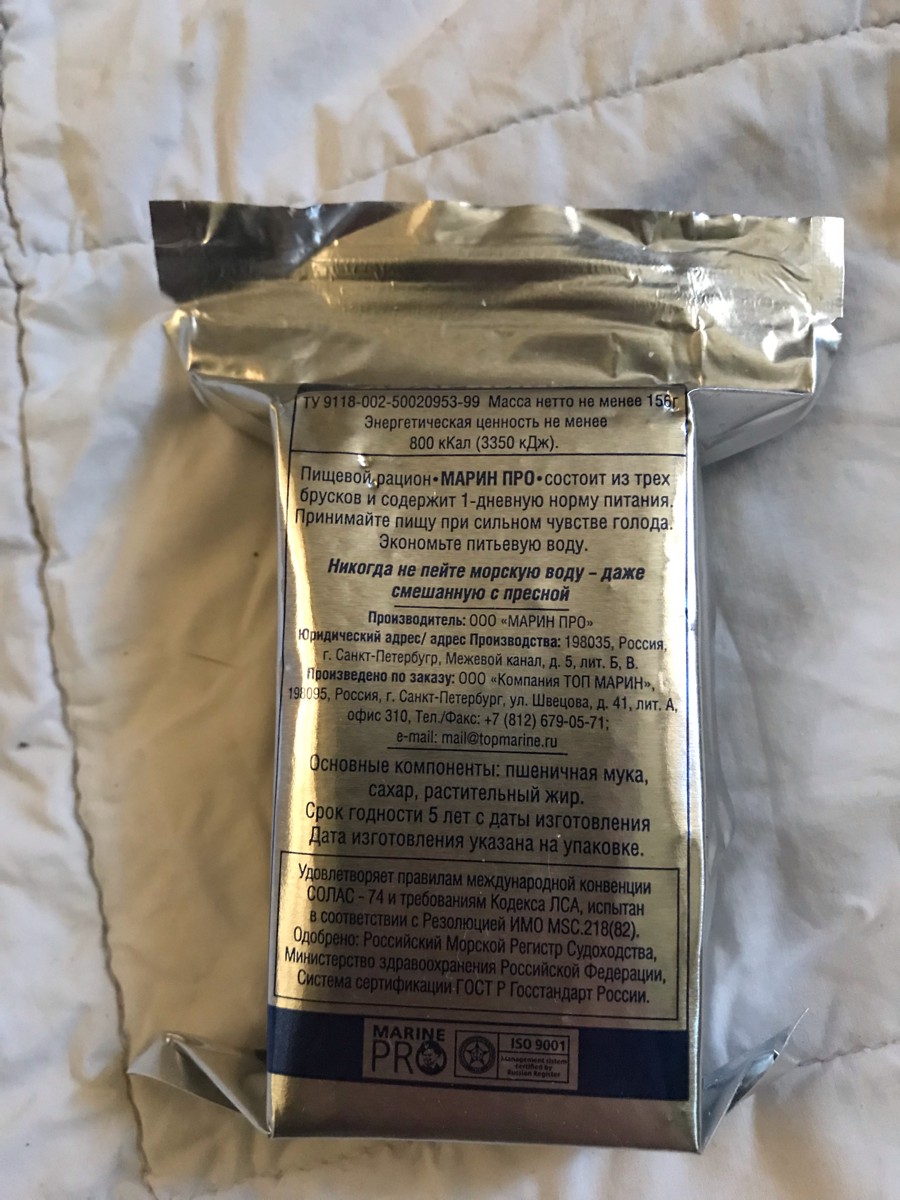 ТУ 9118-002-50020953-99 Масса нетто не менее 156г
Энергетическая ценность не менее
800 кКал (3350 кДж).
Пищевой рацион•МАРИН ПРО•состоит из трех
брусков и содержит 1-дневную норму питания.
Принимайте пищу при сильном чувстве голода.
Экономьте питьевую воду.
Никогда не пейте морскую воду – даже
смешанную с пресной
Производитель: ООО «МАРИН ПРО»
Юридический адрес/ адрес Производства: 198035, Россия,
г. Санкт-Петербугр, Межевой канал, д. 5, лит. Б, В.
Произведено по заказу: ООО «Компания ТОП МАРИН»,
198095, Россия, г. Санкт-Петербург, ул. Швецова, д. 41, лит. А,
офис 310, Тел./Факс: +7 (812) 679-05-71;
e-mail: mail@topmarine.ru
Основные компоненты: пшеничная мука,
сахар, растительный жир.
Срок годности 5 лет с даты изготовления
Дата изготовления указана на упаковке.
Удовлетворяет правилам международной конвенции
СОЛАС - 74 и требованиям Кодекса ЛСА, испытан
в соответствии с Резолюцией ИМО MSC.218(82).
Одобрено: Российский Морской Регистр Судоходства,
Министерство здравоохранения Российской Федерации,
Система сертификации ГОСТ Р Госстандарт России.
MARINE
PRO
ISO 9001
Management sistem
certified by
Russian Register